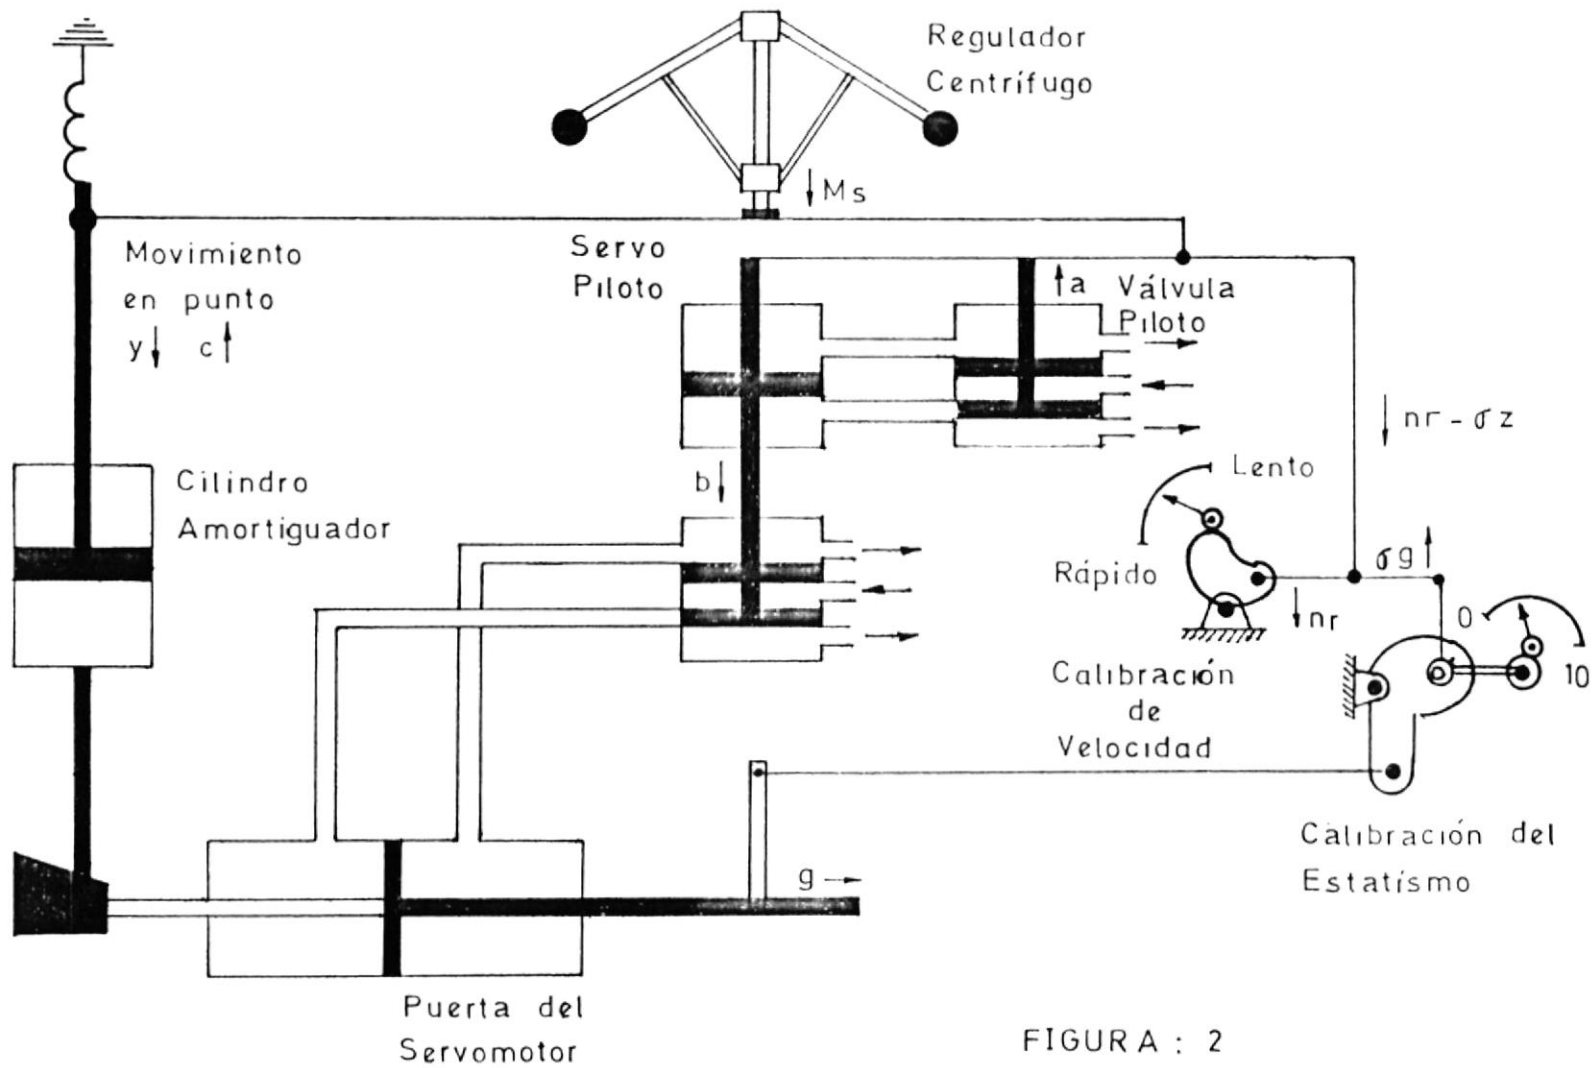 Regulador
Centrífugo
Ms
Movimiento
en punto
y c
Servo
Piloto
a
Válvula
Piloto
nr - σz
b
Lento
Cilindro
Amortiguador
Rápido
σg
nr
0
10
Calibración
de
Velocidad
Calibración del
Estatísmo
g
Puerta del
Servomotor
FIGURA : 2